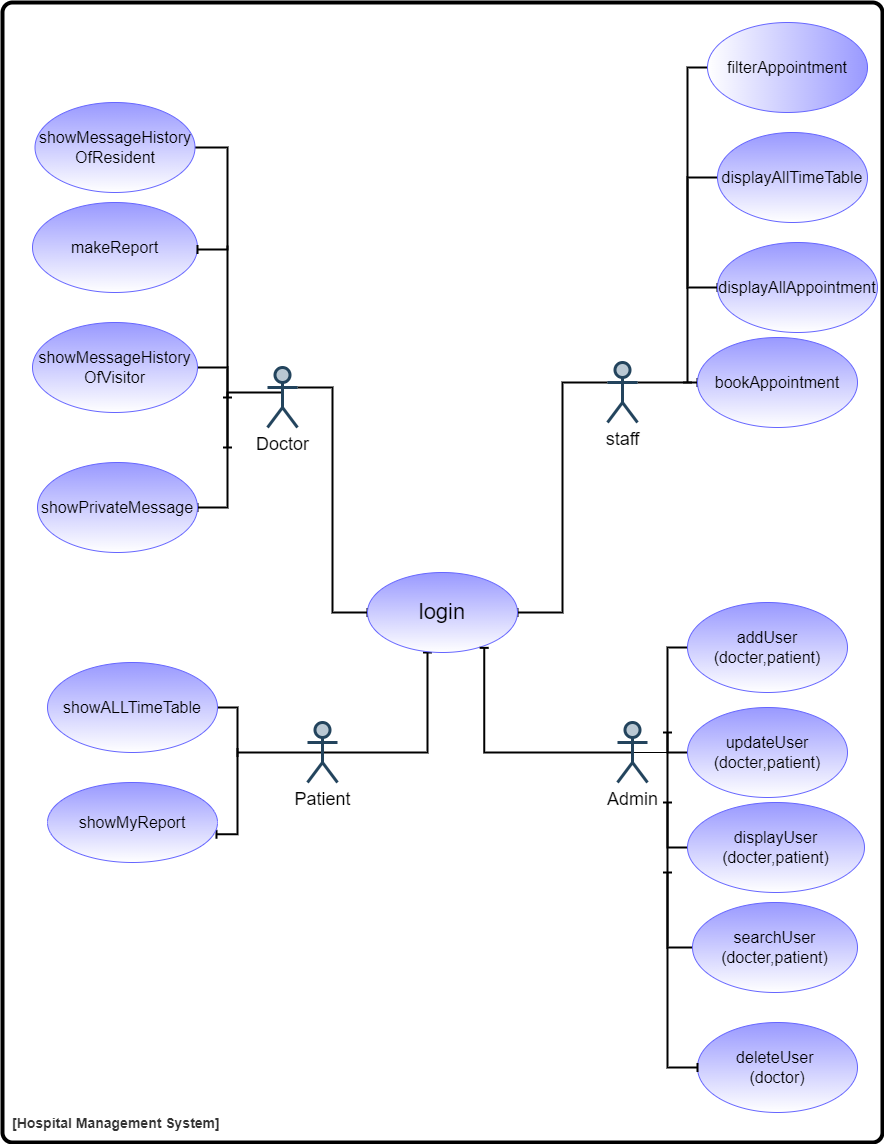 filterAppointment
showMessageHistory
OfResident
displayAllTimeTable
makeReport
displayAllAppointment
showMessageHistory
OfVisitor
bookAppointment
Doctor
staff
showPrivateMessage
login
addUser
(docter,patient)
showALLTimeTable
updateUser
(docter,patient)
Patient
Admin
showMyReport
displayUser
(docter,patient)
searchUser
(docter,patient)
deleteUser
(doctor)
[Hospital Management System]